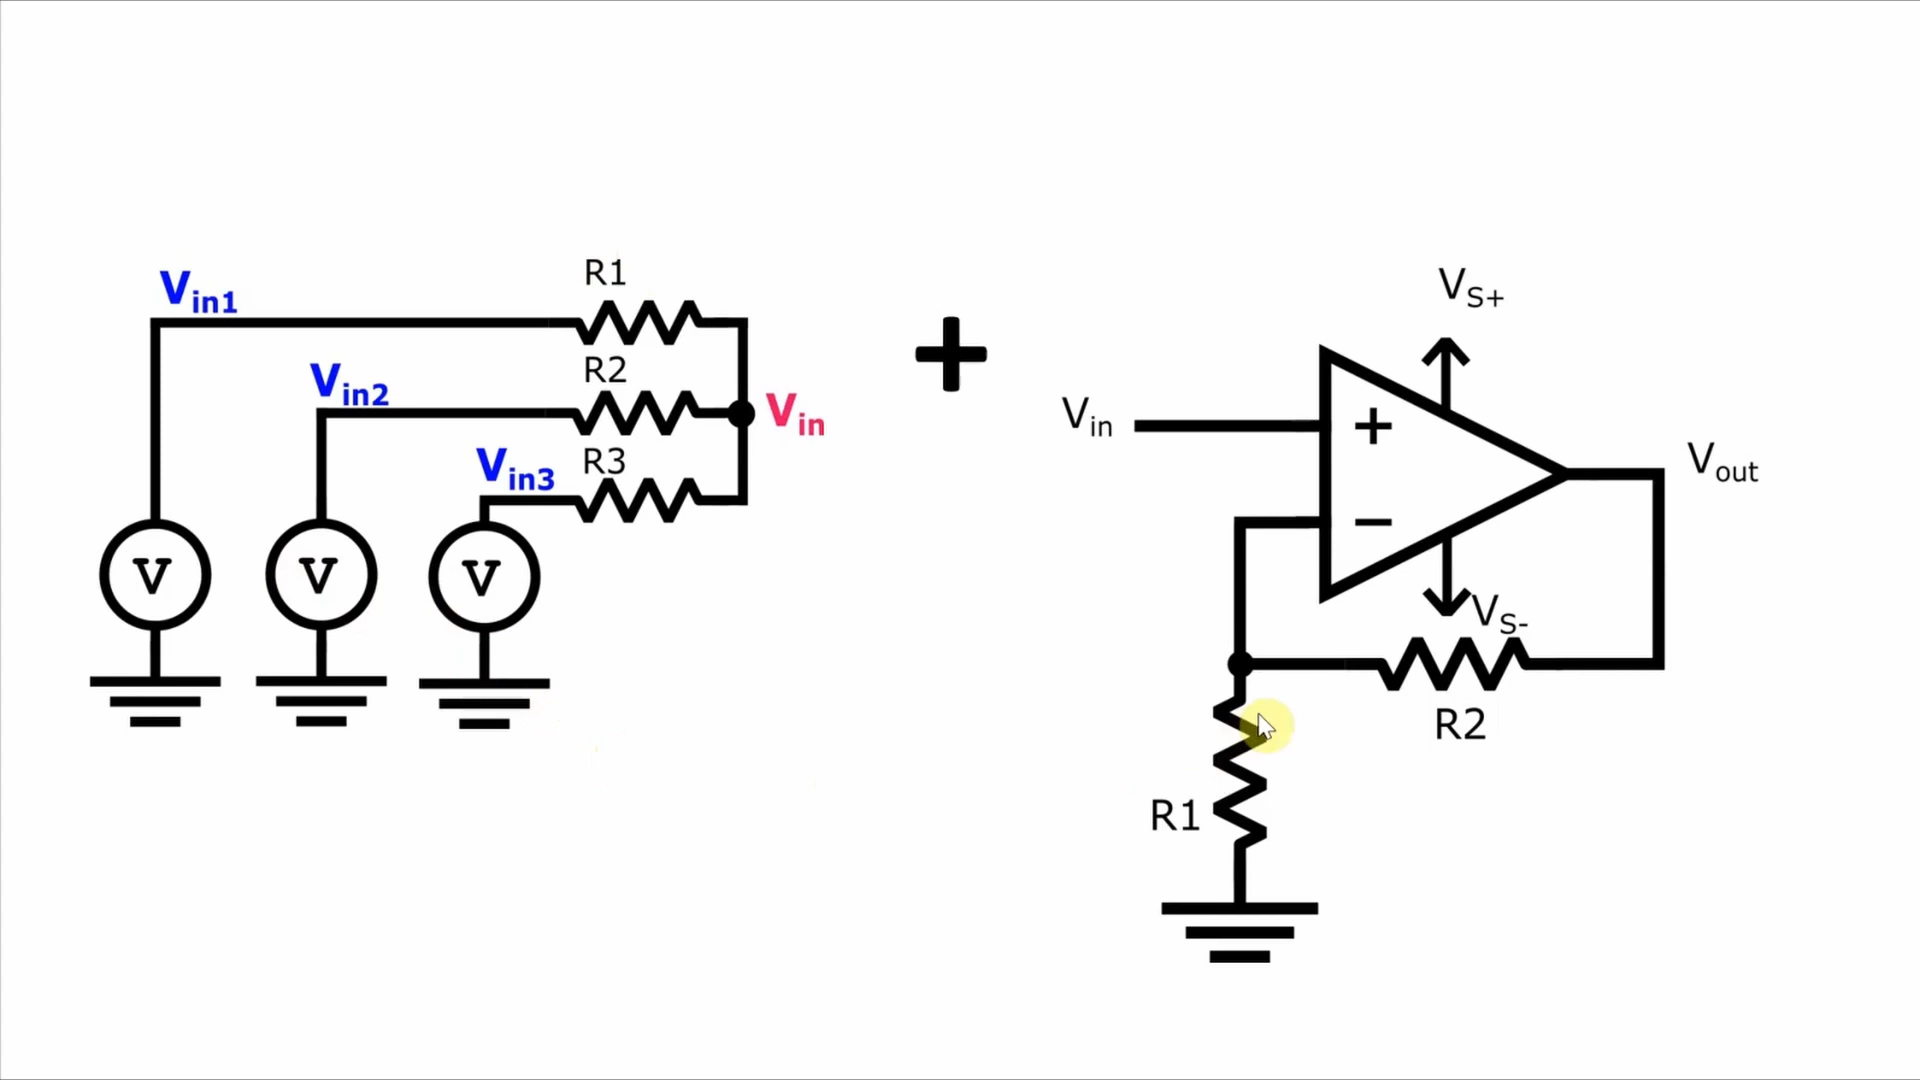 Vin1
R1
R2
Vin2
Vin
Vin3
R3
V
V
V
+
VS+
Vin
+
−
Vout
VS-
R2
R1